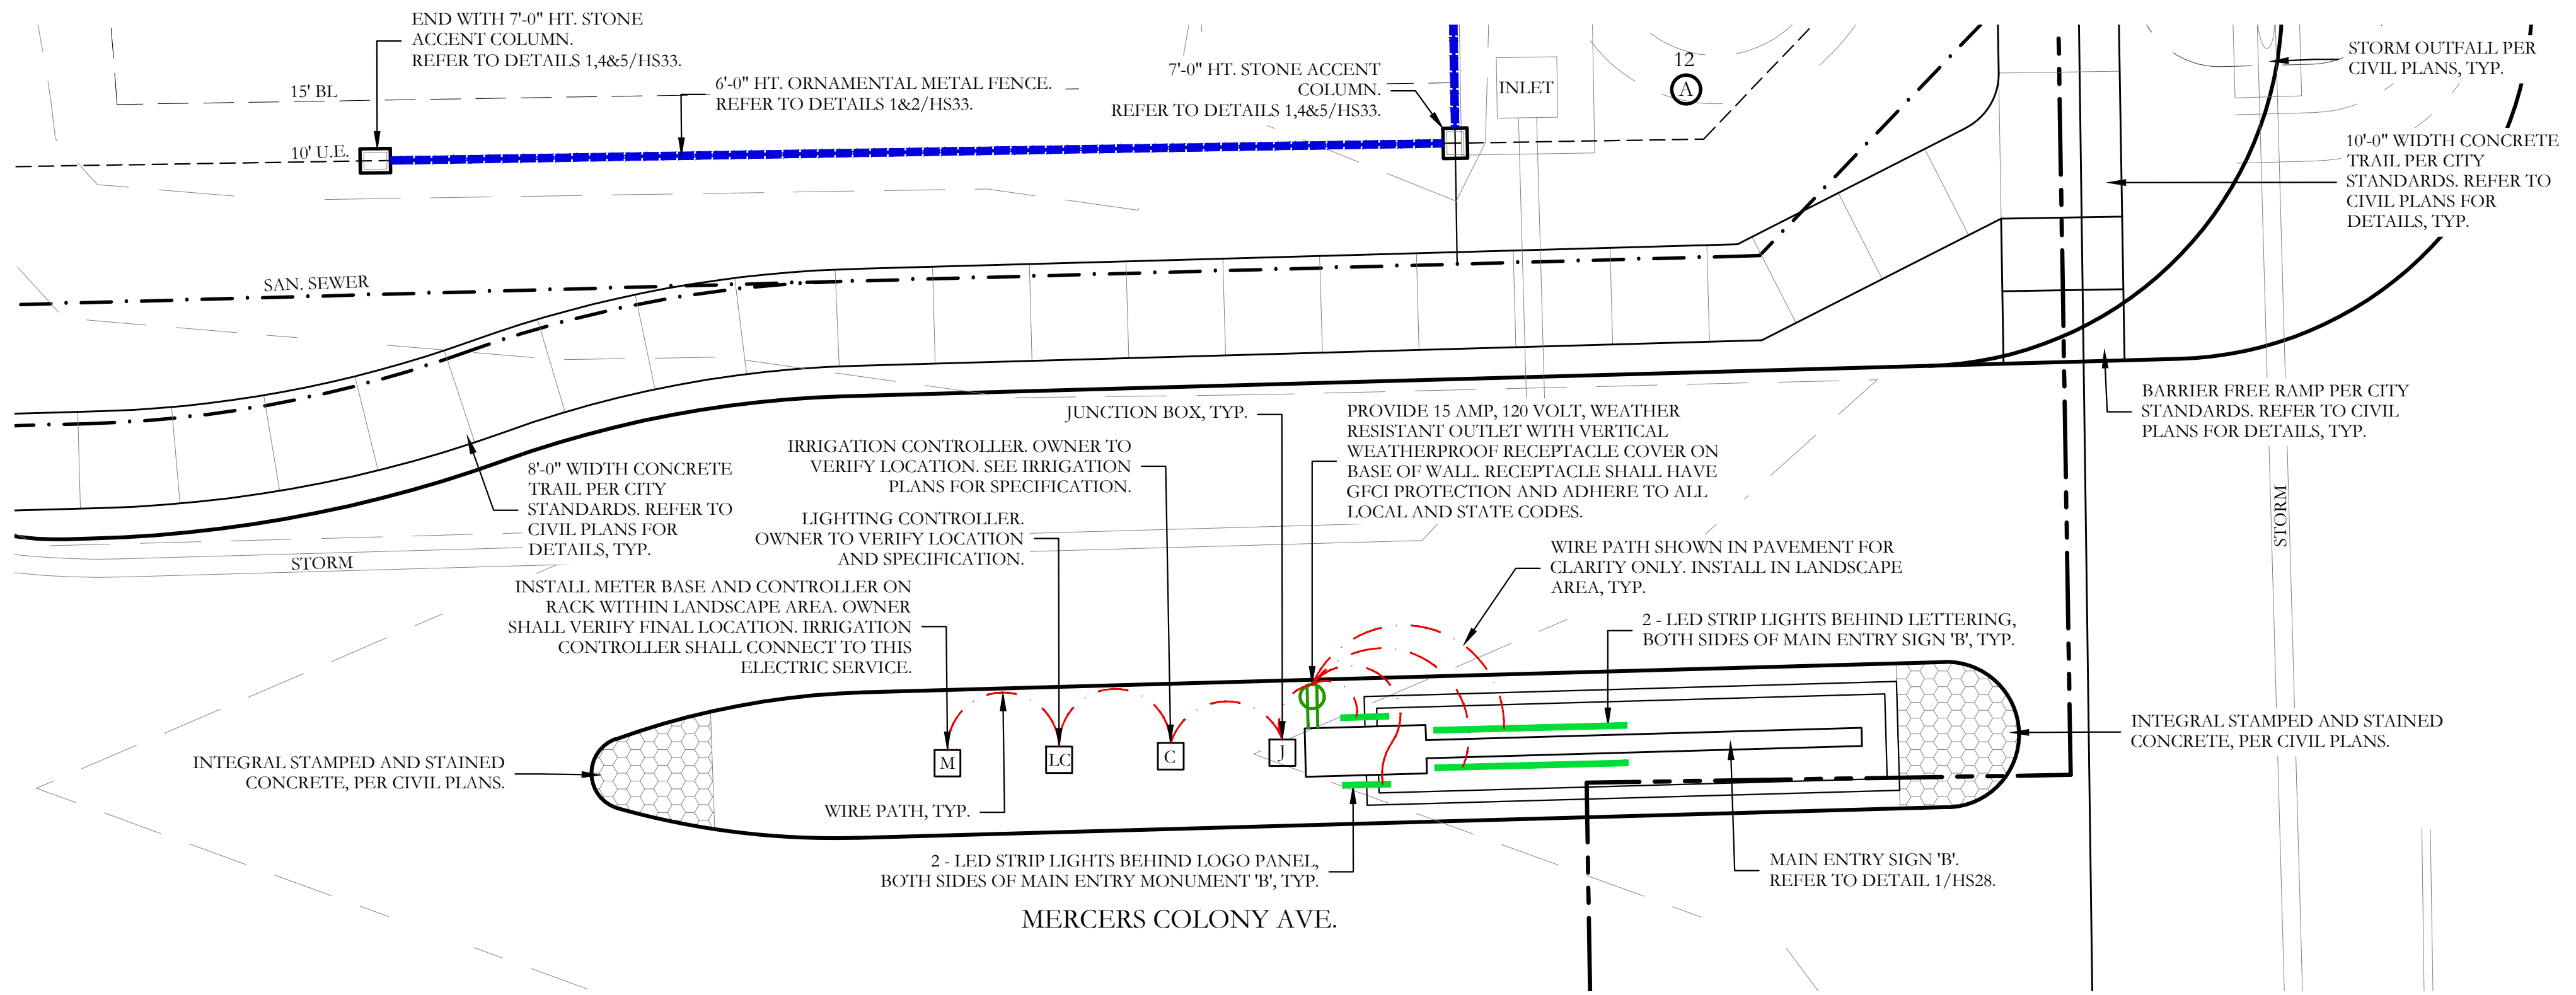 END WITH 7'-0" HT. STONE
ACCENT COLUMN.
REFER TO DETAILS 1,4&5/HS33.
15' BL
6'-0" HT. ORNAMENTAL METAL FENCE.
REFER TO DETAILS 1&2/HS33.
7'-0" HT. STONE ACCENT
COLUMN.
REFER TO DETAILS 1,4&5/HS33.
INLET
12
A
STORM OUTFALL PER
CIVIL PLANS, TYP.
10' U.E.
10'-0" WIDTH CONCRETE
TRAIL PER CITY
STANDARDS. REFER TO
CIVIL PLANS FOR
DETAILS, TYP.
SAN. SEWER
BARRIER FREE RAMP PER CITY
STANDARDS. REFER TO CIVIL
PLANS FOR DETAILS, TYP.
JUNCTION BOX, TYP.
PROVIDE 15 AMP, 120 VOLT, WEATHER
RESISTANT OUTLET WITH VERTICAL
WEATHERPROOF RECEPTACLE COVER ON
BASE OF WALL. RECEPTACLE SHALL HAVE
GFCI PROTECTION AND ADHERE TO ALL
LOCAL AND STATE CODES.
IRRIGATION CONTROLLER. OWNER TO
VERIFY LOCATION. SEE IRRIGATION
PLANS FOR SPECIFICATION.
8'-0" WIDTH CONCRETE
TRAIL PER CITY
STANDARDS. REFER TO
CIVIL PLANS FOR
DETAILS, TYP.
LIGHTING CONTROLLER.
OWNER TO VERIFY LOCATION
AND SPECIFICATION.
STORM
STORM
WIRE PATH SHOWN IN PAVEMENT FOR
CLARITY ONLY. INSTALL IN LANDSCAPE
AREA, TYP.
INSTALL METER BASE AND CONTROLLER ON
RACK WITHIN LANDSCAPE AREA. OWNER
SHALL VERIFY FINAL LOCATION. IRRIGATION
CONTROLLER SHALL CONNECT TO THIS
ELECTRIC SERVICE.
2 - LED STRIP LIGHTS BEHIND LETTERING,
BOTH SIDES OF MAIN ENTRY SIGN 'B', TYP.
INTEGRAL STAMPED AND STAINED
CONCRETE, PER CIVIL PLANS.
M
LC
C
J
INTEGRAL STAMPED AND STAINED
CONCRETE, PER CIVIL PLANS.
WIRE PATH, TYP.
2 - LED STRIP LIGHTS BEHIND LOGO PANEL,
BOTH SIDES OF MAIN ENTRY MONUMENT 'B', TYP.
MAIN ENTRY SIGN 'B'.
REFER TO DETAIL 1/HS28.
MERCERS COLONY AVE.